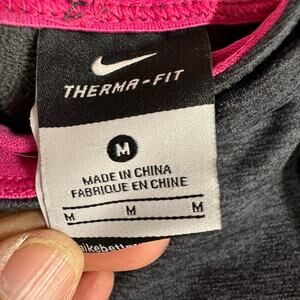 THERMA-FIT
M
MADE IN CHINA
FABRIQUE EN CHINE
M M M